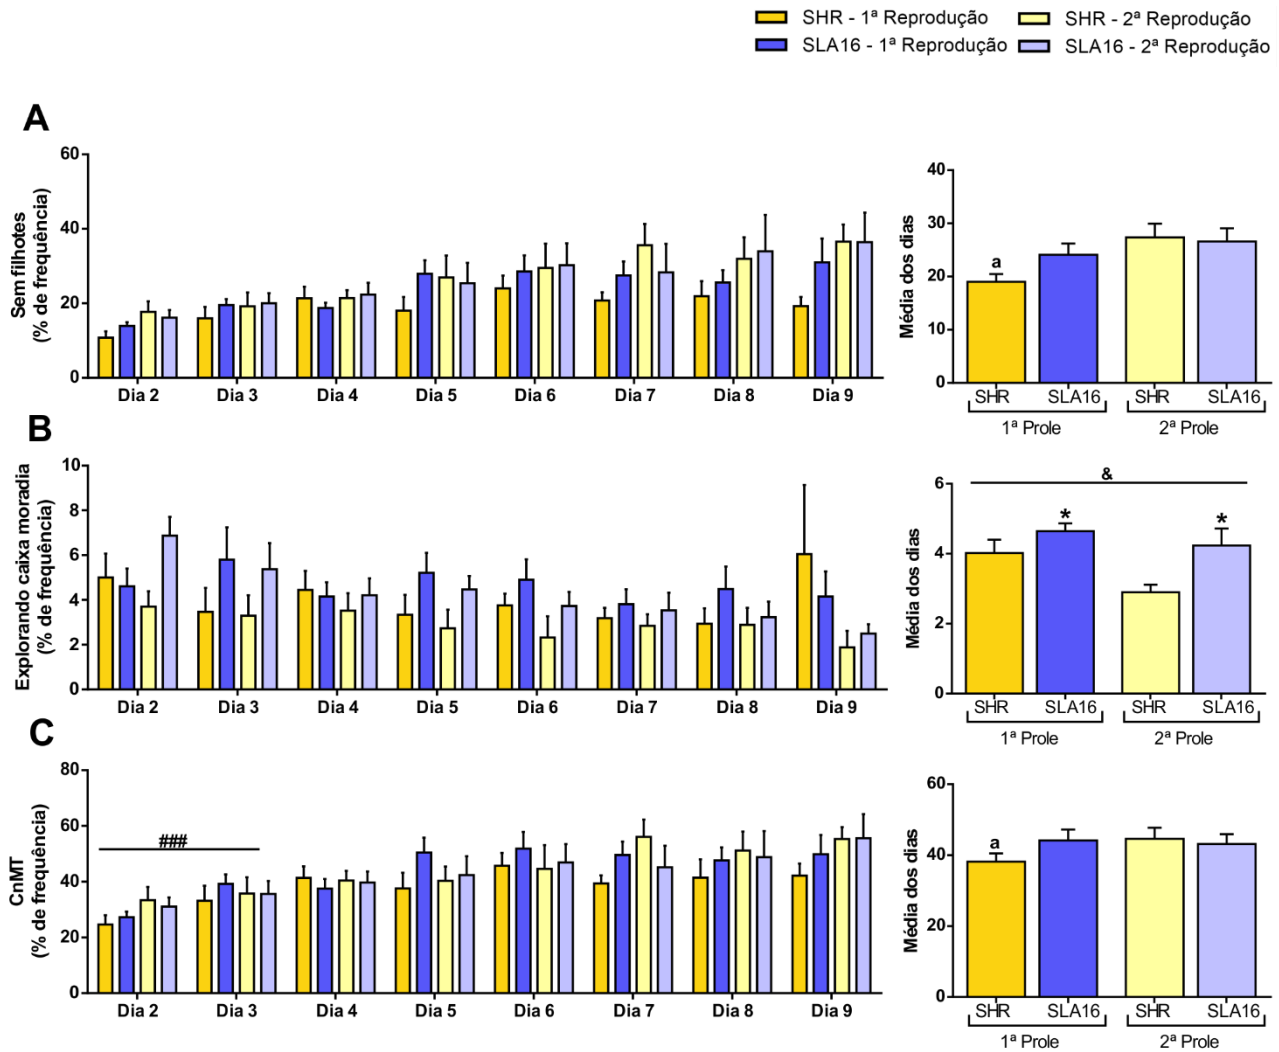 SHR - 1ª Reprodução
SHR - 2ª Reprodução
SLA16 - 1ª Reprodução
SLA16 - 2ª Reprodução
A
Sem filhotes
(% de frequência)
60
40
20
0
Dia 2 Dia 3 Dia 4 Dia 5 Dia 6 Dia 7 Dia 8 Dia 9
Média dos dias
40
30
20
10
0
a
SHR SLA16 SHR SLA16
1ª Prole 2ª Prole
B
Explorando caixa moradia
(% de frequência)
10
8
6
4
2
0
Dia 2 Dia 3 Dia 4 Dia 5 Dia 6 Dia 7 Dia 8 Dia 9
Média dos dias
6
4
2
0
&
* *
SHR SLA16 SHR SLA16
1ª Prole 2ª Prole
C
CnMT
(% de frequência)
80
60
40
20
0
###
Dia 2 Dia 3 Dia 4 Dia 5 Dia 6 Dia 7 Dia 8 Dia 9
Média dos dias
60
40
20
0
a
SHR SLA16 SHR SLA16
1ª Prole 2ª Prole